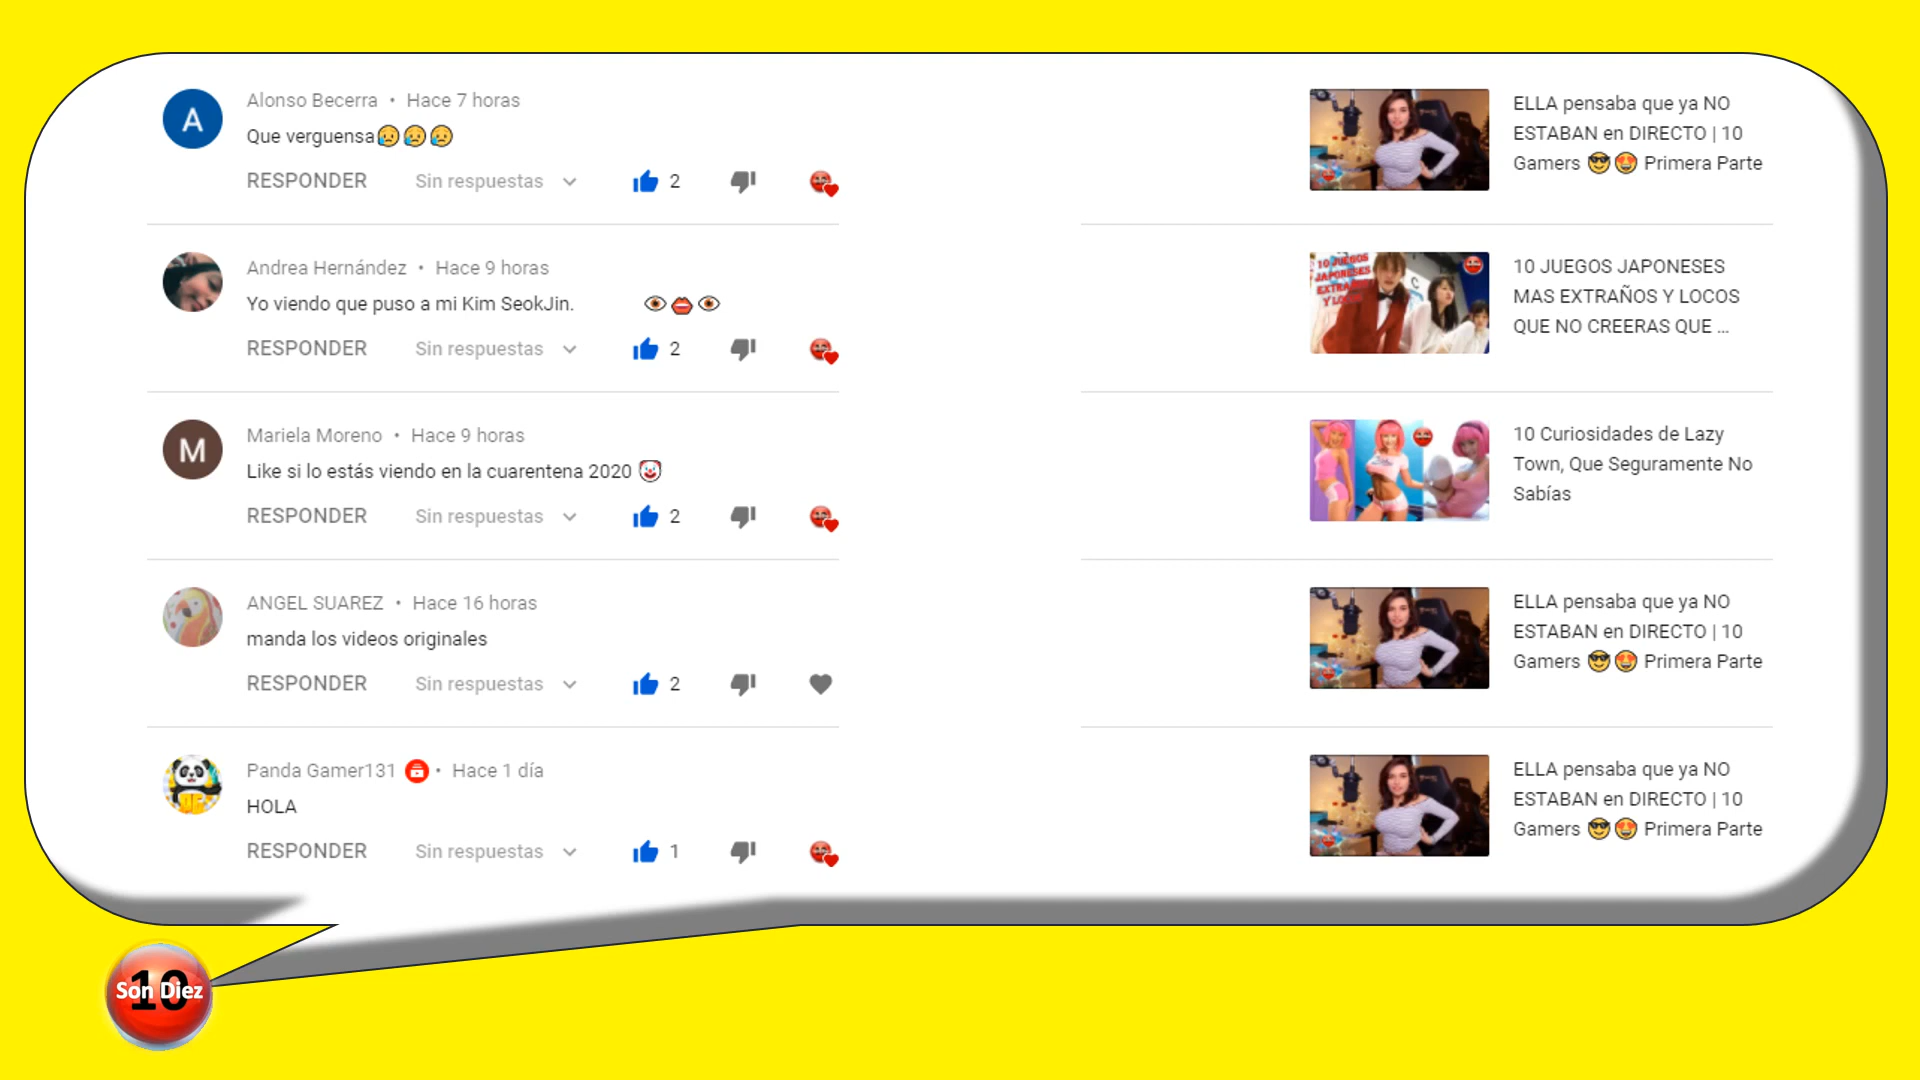 A
Alonso Becerra • Hace 7 horas
Que verguensa😥😥😥
RESPONDER Sin respuestas 2
ELLA pensaba que ya NO
ESTABAN en DIRECTO | 10
Gamers 😎😍 Primera Parte
Andrea Hernández • Hace 9 horas
Yo viendo que puso a mi Kim SeokJin. 👁👄👁
RESPONDER Sin respuestas 2
10 JUEGOS
JAPONESES
EXTRAÑOS
Y LOCOS
10 JUEGOS JAPONESES
MAS EXTRAÑOS Y LOCOS
QUE NO CREERAS QUE ...
M
Mariela Moreno • Hace 9 horas
Like si lo estás viendo en la cuarentena 2020 🤡
RESPONDER Sin respuestas 2
10 Curiosidades de Lazy
Town, Que Seguramente No
Sabías
ANGEL SUAREZ • Hace 16 horas
manda los videos originales
RESPONDER Sin respuestas 2
ELLA pensaba que ya NO
ESTABAN en DIRECTO | 10
Gamers 😎😍 Primera Parte
Panda Gamer131 • Hace 1 día
HOLA
RESPONDER Sin respuestas 1
ELLA pensaba que ya NO
ESTABAN en DIRECTO | 10
Gamers 😎😍 Primera Parte
10
Son Diez